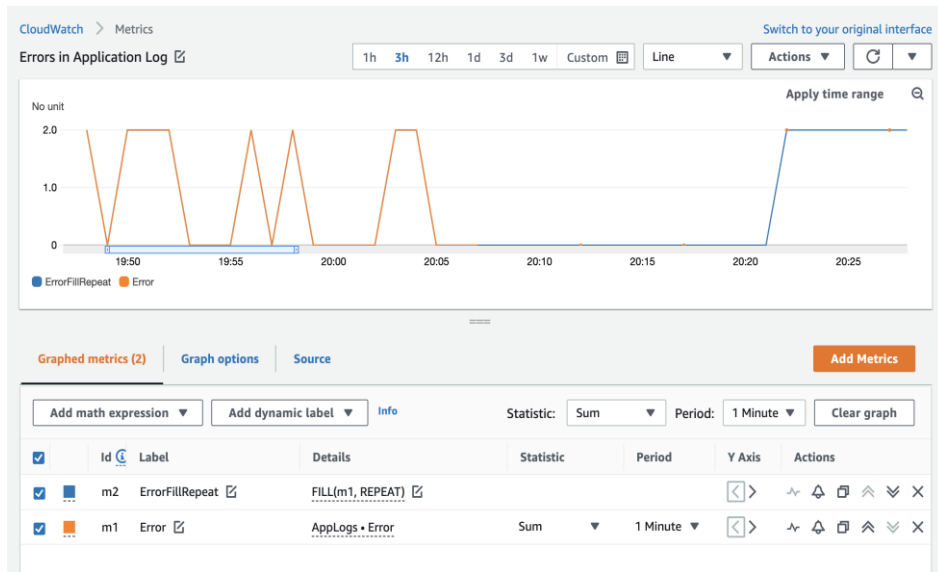 CloudWatch > Metrics
Switch to your original interface
Errors in Application Log
1h 3h 12h 1d 3d 1w Custom
Line
Actions
Apply time range
No unit
2.0
1.0
0
19:50 19:55 20:00 20:05 20:10 20:15 20:20 20:25
ErrorFillRepeat Error
Graphed metrics (2) Graph options Source
Add Metrics
Add math expression Add dynamic label Info Statistic: Sum Period: 1 Minute Clear graph
Id Label Details Statistic Period Y Axis Actions
m2 ErrorFillRepeat FILL(m1, REPEAT)
m1 Error AppLogs • Error Sum 1 Minute